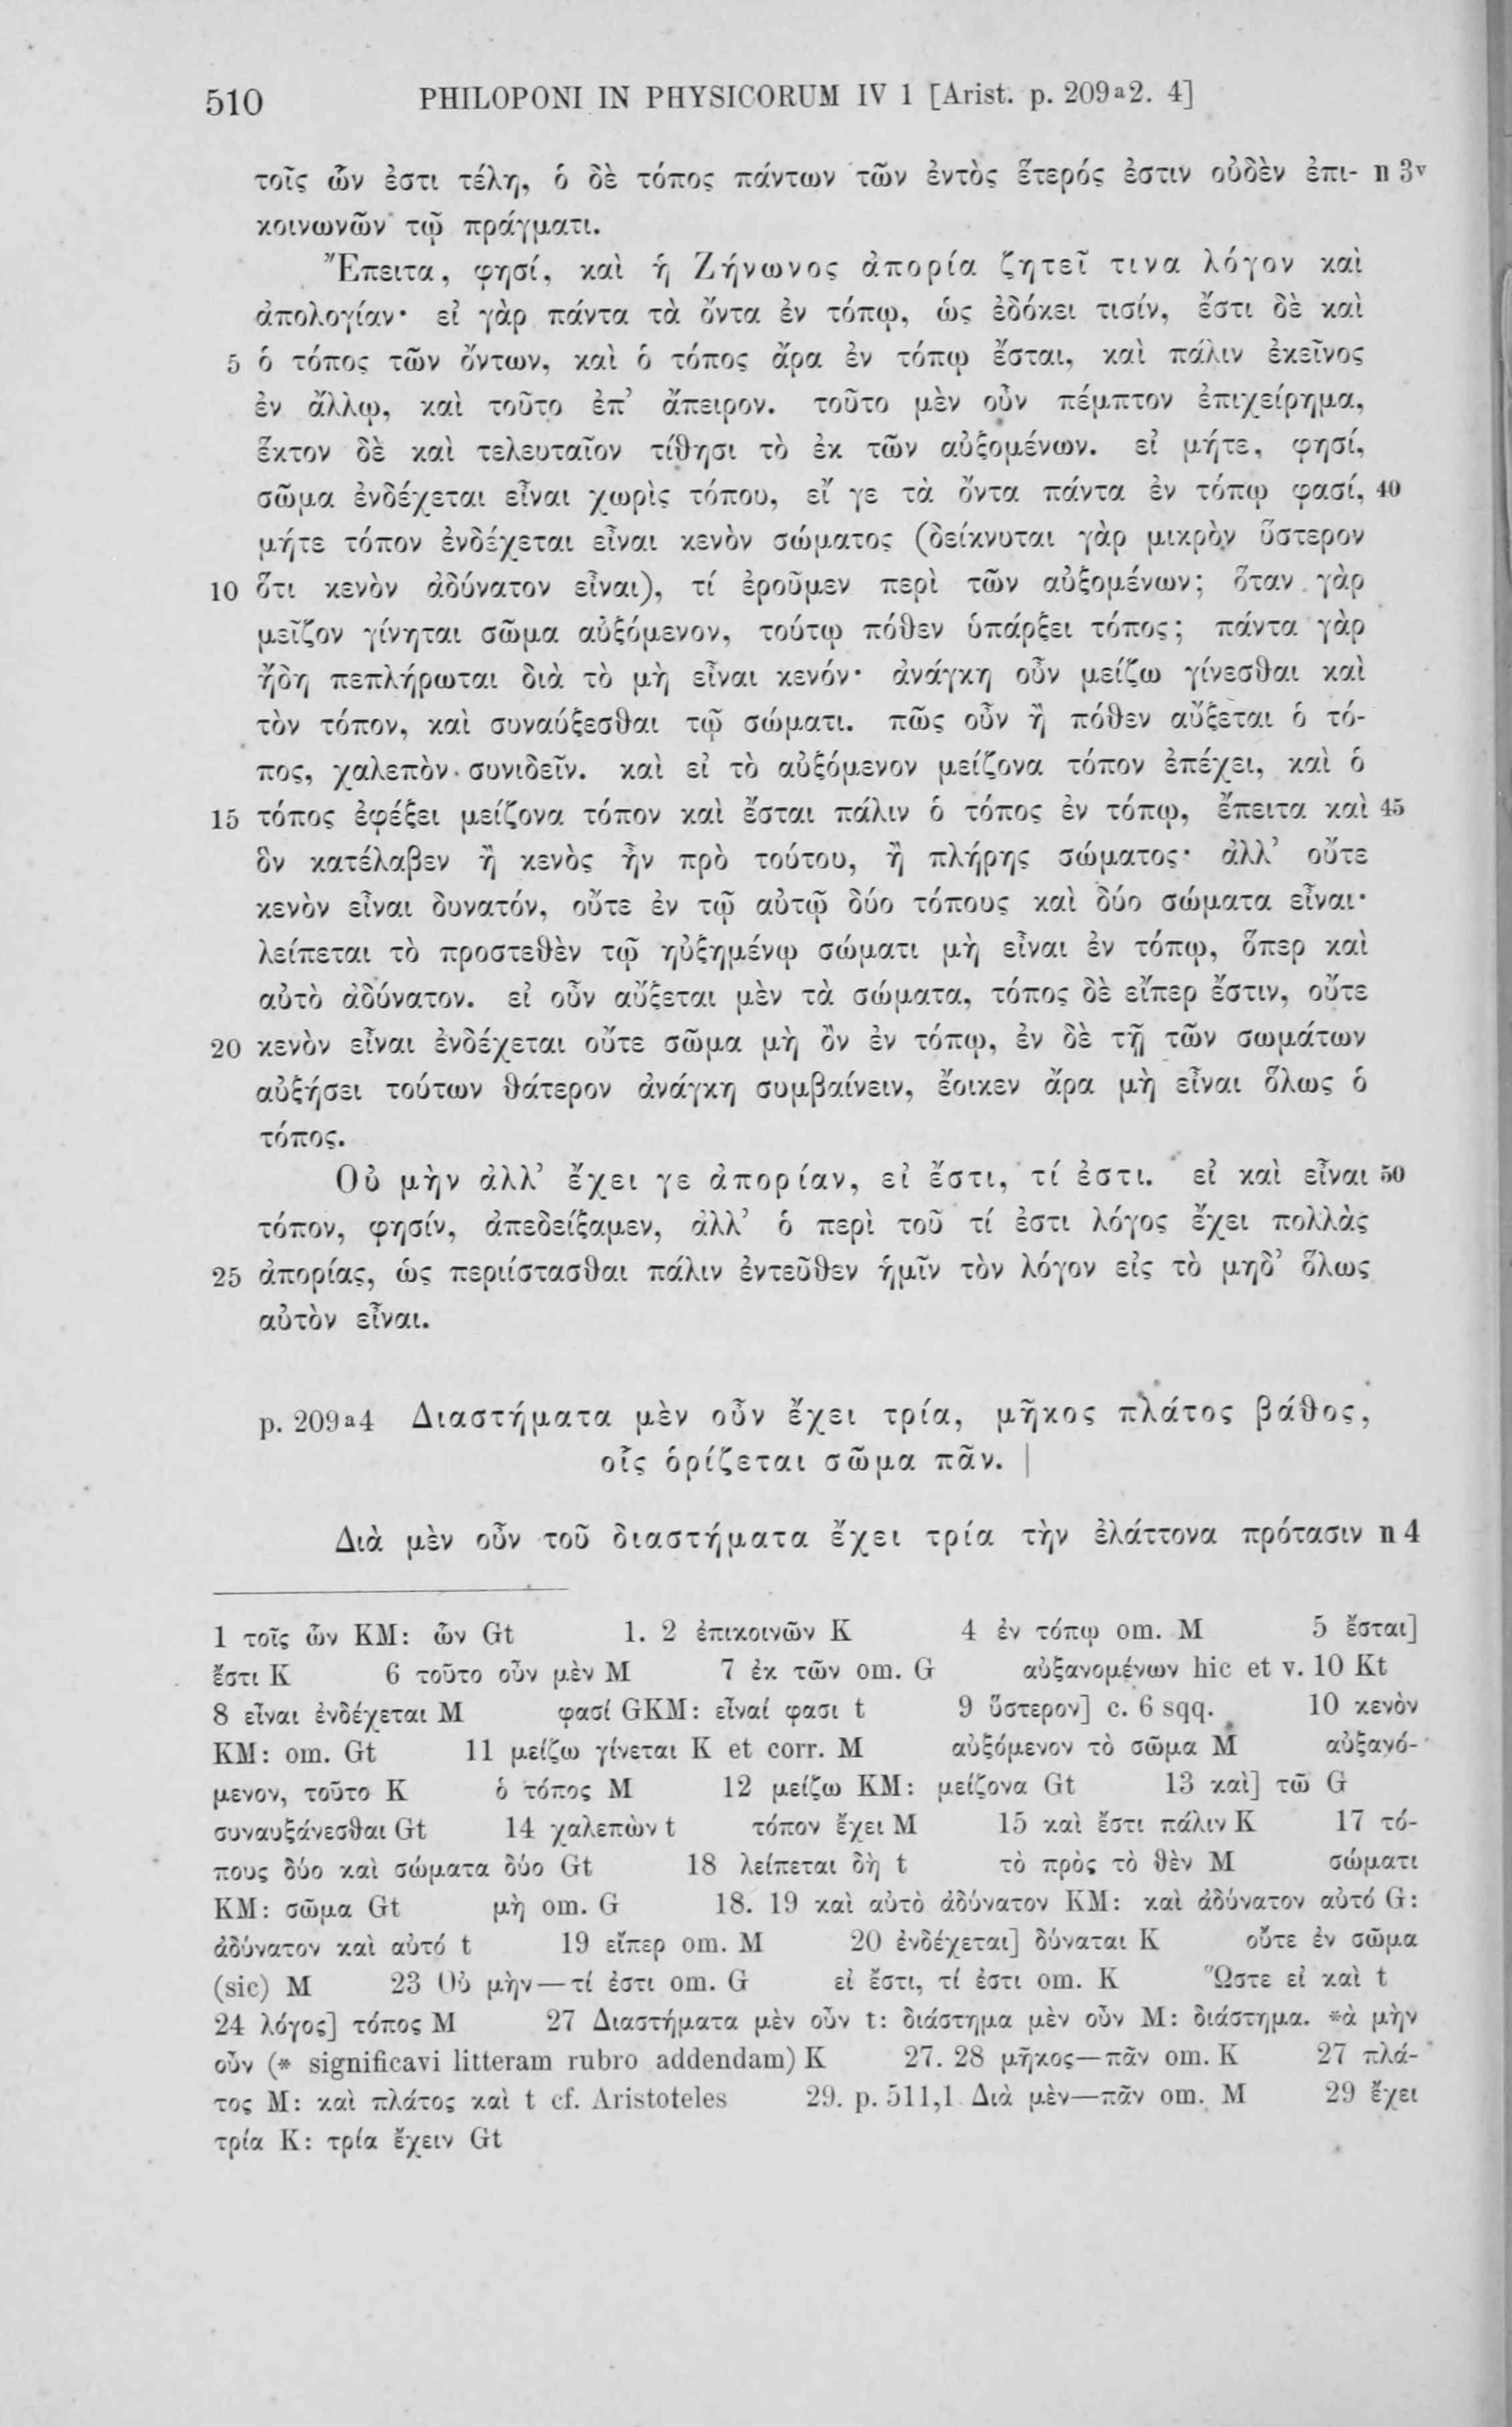 510 PHILOPONI IN PHYSICORUM IV 1 [Arist. p. 209ª2. 4]
τοῖς ὧν ἐστι τέλη, ὁ δὲ τόπος πάντων τῶν ἐντὸς ἕτερός ἐστιν οὐδὲν ἐπι- n 3ᵛ
κοινωνῶν τῷ πράγματι.
Ἔπειτα, φησί, καὶ ἡ Ζήνωνος ἀπορία ζητεῖ τινα λόγον καὶ
ἀπολογίαν· εἰ γὰρ πάντα τὰ ὄντα ἐν τόπῳ, ὡς ἐδόκει τισίν, ἔστι δὲ καὶ
5 ὁ τόπος τῶν ὄντων, καὶ ὁ τόπος ἄρα ἐν τόπῳ ἔσται, καὶ πάλιν ἐκεῖνος
ἐν ἄλλῳ, καὶ τοῦτο ἐπ’ ἄπειρον. τοῦτο μὲν οὖν πέμπτον ἐπιχείρημα,
ἕκτον δὲ καὶ τελευταῖον τίθησι τὸ ἐκ τῶν αὐξομένων. εἰ μήτε, φησί,
σῶμα ἐνδέχεται εἶναι χωρὶς τόπου, εἴ γε τὰ ὄντα πάντα ἐν τόπῳ φασί, 40
μήτε τόπον ἐνδέχεται εἶναι κενὸν σώματος (δείκνυται γὰρ μικρὸν ὕστερον
10 ὅτι κενὸν ἀδύνατον εἶναι), τί ἐροῦμεν περὶ τῶν αὐξομένων; ὅταν γὰρ
μεῖζον γίνηται σῶμα αὐξόμενον, τούτῳ πόθεν ὑπάρξει τόπος; πάντα γὰρ
ἤδη πεπλήρωται διὰ τὸ μὴ εἶναι κενόν· ἀνάγκη οὖν μείζω γίνεσθαι καὶ
τὸν τόπον, καὶ συναύξεσθαι τῷ σώματι. πῶς οὖν ἢ πόθεν αὔξεται ὁ τό-
πος, χαλεπὸν συνιδεῖν. καὶ εἰ τὸ αὐξόμενον μείζονα τόπον ἐπέχει, καὶ ὁ
15 τόπος ἐφέξει μείζονα τόπον καὶ ἔσται πάλιν ὁ τόπος ἐν τόπῳ, ἔπειτα καὶ 45
ὃν κατέλαβεν ἢ κενὸς ἦν πρὸ τούτου, ἢ πλήρης σώματος· ἀλλ’ οὔτε
κενὸν εἶναι δυνατόν, οὔτε ἐν τῷ αὐτῷ δύο τόπους καὶ δύο σώματα εἶναι·
λείπεται τὸ προστεθὲν τῷ ηὐξημένῳ σώματι μὴ εἶναι ἐν τόπῳ, ὅπερ καὶ
αὐτὸ ἀδύνατον. εἰ οὖν αὔξεται μὲν τὰ σώματα, τόπος δὲ εἴπερ ἔστιν, οὔτε
20 κενὸν εἶναι ἐνδέχεται οὔτε σῶμα μὴ ὂν ἐν τόπῳ, ἐν δὲ τῇ τῶν σωμάτων
αὐξήσει τούτων θάτερον ἀνάγκη συμβαίνειν, ἔοικεν ἄρα μὴ εἶναι ὅλως ὁ
τόπος.
Οὐ μὴν ἀλλ’ ἔχει γε ἀπορίαν, εἰ ἔστι, τί ἐστι. εἰ καὶ εἶναι 50
τόπον, φησίν, ἀπεδείξαμεν, ἀλλ’ ὁ περὶ τοῦ τί ἐστι λόγος ἔχει πολλὰς
25 ἀπορίας, ὡς περιίστασθαι πάλιν ἐντεῦθεν ἡμῖν τὸν λόγον εἰς τὸ μηδ’ ὅλως
αὐτὸν εἶναι.
p. 209ª4 Διαστήματα μὲν οὖν ἔχει τρία, μῆκος πλάτος βάθος,
οἷς ὁρίζεται σῶμα πᾶν. |
Διὰ μὲν οὖν τοῦ διαστήματα ἔχει τρία τὴν ἐλάττονα πρότασιν n 4
1 τοῖς ὧν KM: ὧν Gt 1. 2 ἐπικοινῶν K 4 ἐν τόπῳ om. M 5 ἔσται]
ἔστι K 6 τοῦτο οὖν μὲν M 7 ἐκ τῶν om. G αὐξανομένων hic et v. 10 Kt
8 εἶναι ἐνδέχεται M φασί GKM: εἶναί φασι t 9 ὕστερον] c. 6 sqq. 10 κενὸν
KM: om. Gt 11 μείζω γίνεται K et corr. M αὐξόμενον τὸ σῶμα M αὐξανό-
μενον, τοῦτο K ὁ τόπος M 12 μείζω KM: μείζονα Gt 13 καὶ] τῶ G
συναυξάνεσθαι Gt 14 χαλεπὼν t τόπον ἔχει M 15 καὶ ἔστι πάλιν K 17 τό-
πους δύο καὶ σώματα δύο Gt 18 λείπεται δὴ t τὸ πρὸς τὸ θὲν M σώματι
KM: σῶμα Gt μὴ om. G 18. 19 καὶ αὐτὸ ἀδύνατον KM: καὶ ἀδύνατον αὐτό G:
ἀδύνατον καὶ αὐτό t 19 εἴπερ om. M 20 ἐνδέχεται] δύναται K οὔτε ἐν σῶμα
(sic) M 23 Οὐ μὴν—τί ἐστι om. G εἰ ἔστι, τί ἐστι om. K Ὥστε εἰ καὶ t
24 λόγος] τόπος M 27 Διαστήματα μὲν οὖν t: διάστημα μὲν οὖν M: διάστημα. *ὰ μὴν
οὖν (* significavi litteram rubro addendam) K 27. 28 μῆκος—πᾶν om. K 27 πλά-
τος M: καὶ πλάτος καὶ t cf. Aristoteles 29. p. 511,1 Διὰ μὲν—πᾶν om. M 29 ἔχει
τρία K: τρία ἔχειν Gt